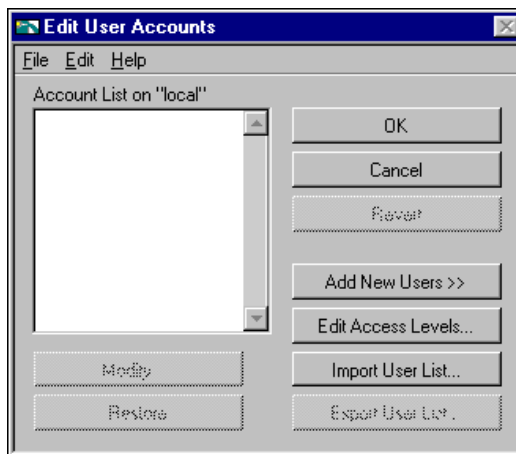 Edit User Accounts
File Edit Help
Account List on "local"
OK
Cancel
Revert
Add New Users >>
Edit Access Levels...
Modify
Import User List...
Restore
Export User List...